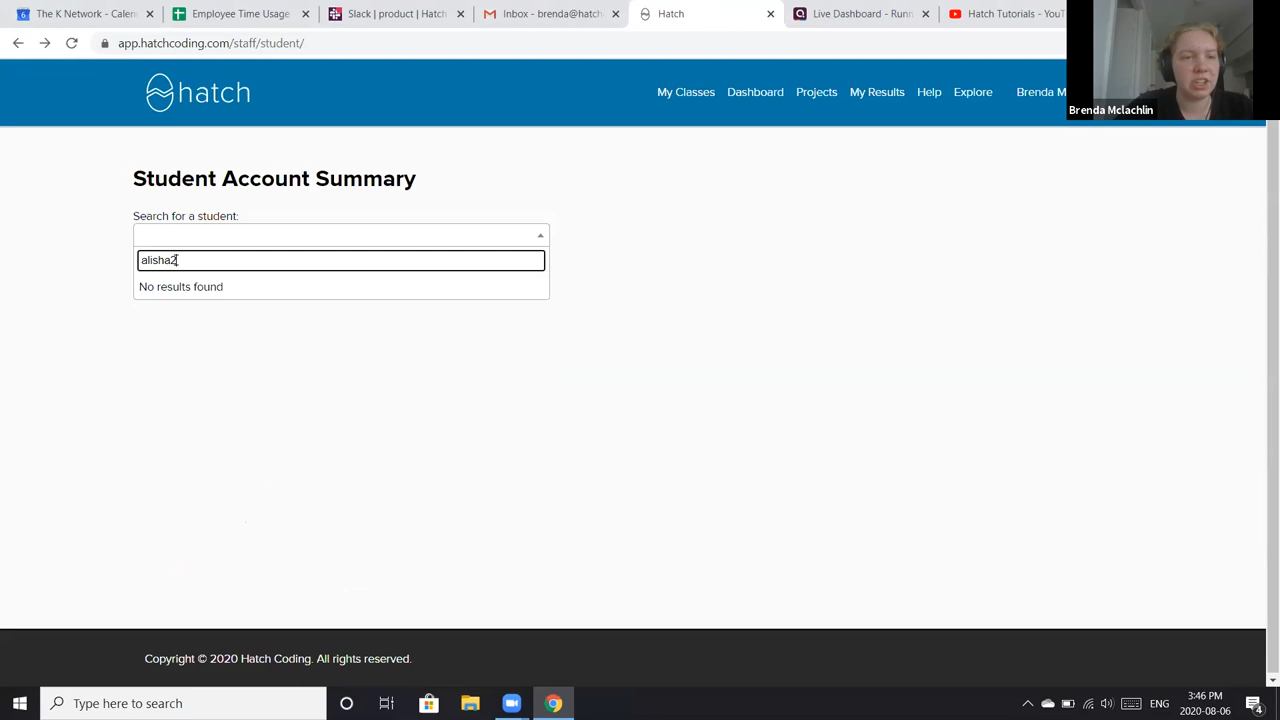 The K Network - Calen
Employee Time Usage
Slack | product | Hatch
Inbox - brenda@hatch
Hatch
Live Dashboard - Runn
Hatch Tutorials - YouT
app.hatchcoding.com/staff/student/
hatch
My Classes
Dashboard
Projects
My Results
Help
Explore
Brenda M
Brenda Mclachlin
Student Account Summary
Search for a student:
alisha2
No results found
Copyright © 2020 Hatch Coding. All rights reserved.
Type here to search
ENG
3:46 PM
2020-08-06
4